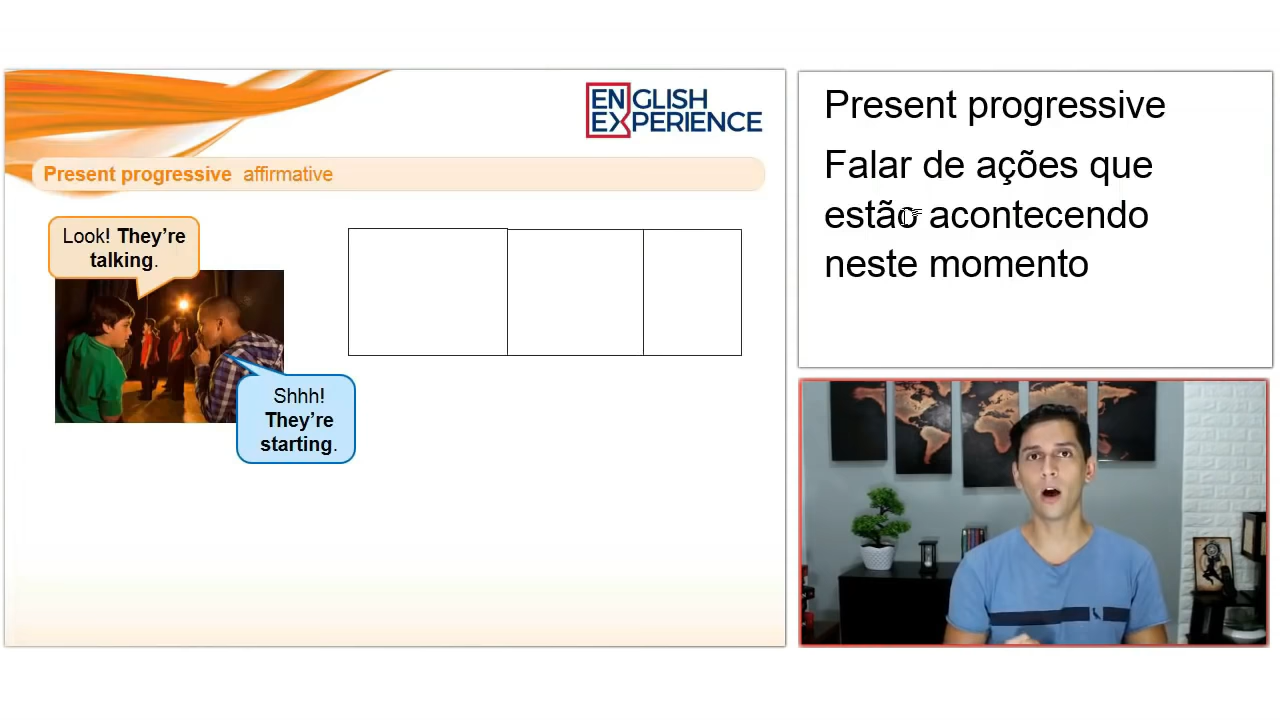 ENGLISH
EXPERIENCE
Present progressive affirmative
Look! They're
talking.
Shhh!
They're
starting.
Present progressive
Falar de ações que
estão acontecendo
neste momento